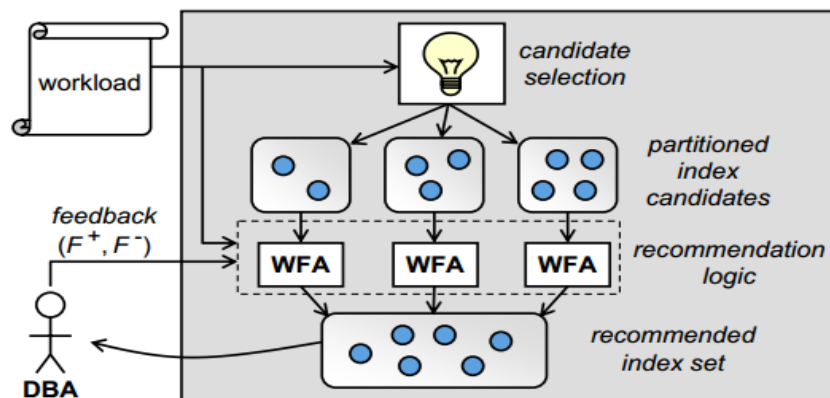 workload
candidate
selection
partitioned
index
candidates
feedback
(F⁺, F⁻)
WFA
WFA
WFA
recommendation
logic
recommended
index set
DBA